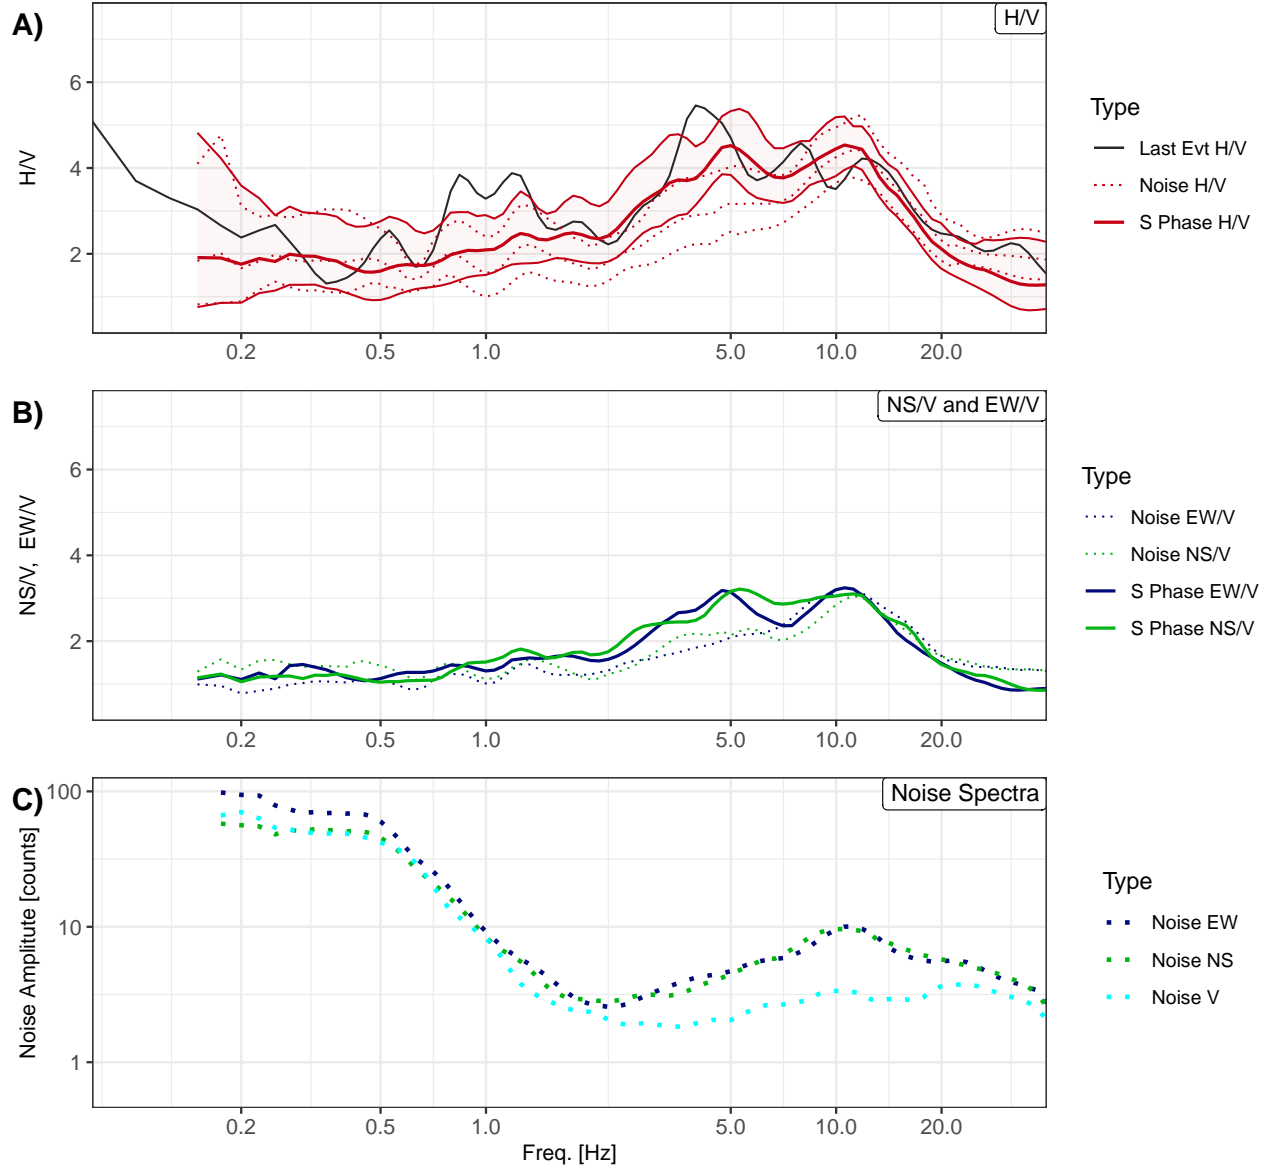 A)
H/V
6
4
2
H/V
0.2 0.5 1.0 5.0 10.0 20.0
Type
Last Evt H/V
Noise H/V
S Phase H/V
B)
NS/V and EW/V
6
4
2
NS/V, EW/V
0.2 0.5 1.0 5.0 10.0 20.0
Type
Noise EW/V
Noise NS/V
S Phase EW/V
S Phase NS/V
C)
Noise Spectra
100
10
1
Noise Amplitute [counts]
0.2 0.5 1.0 5.0 10.0 20.0
Freq. [Hz]
Type
Noise EW
Noise NS
Noise V